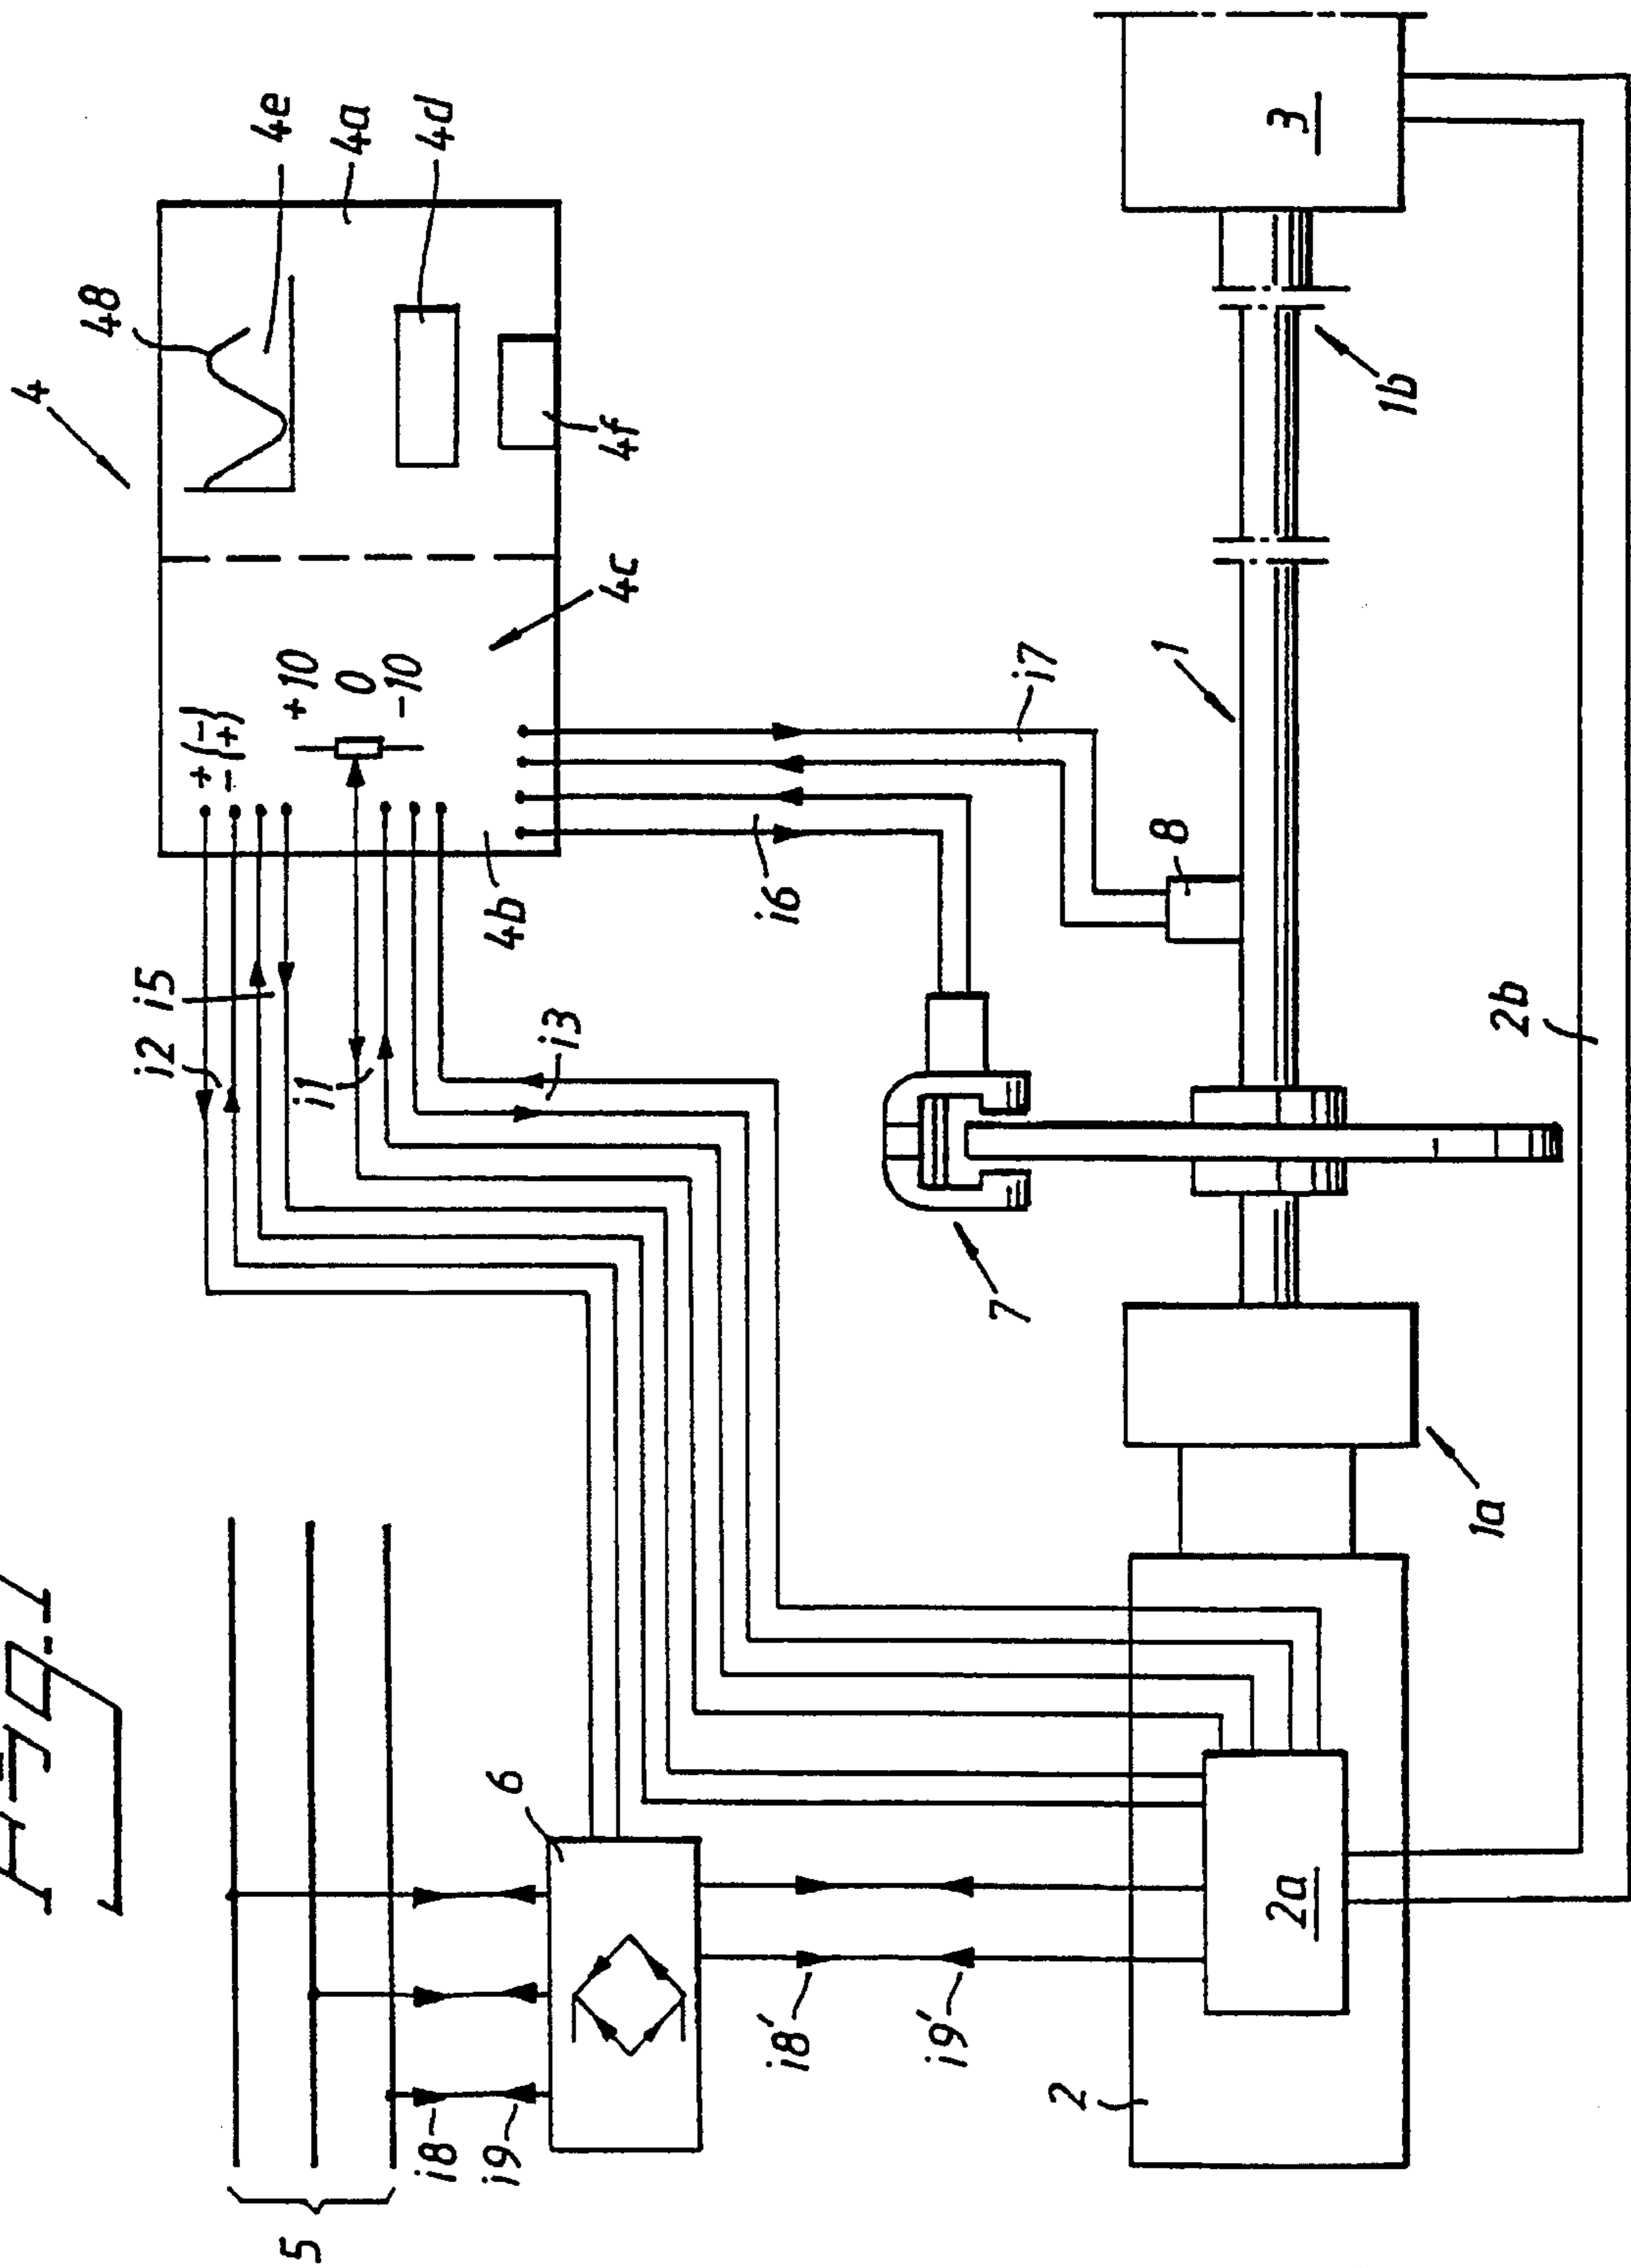 Fig. 1
4
48
4e
4a
4d
4f
4c
+(-)
-(+)
+10
0
-10
4b
i2
i5
i1
i3
i6
i7
5
i8
i9
6
i8'
i9'
7
8
1
1b
3
1a
2
2a
2b